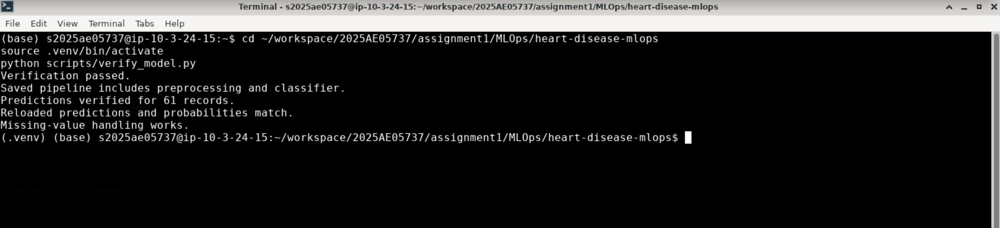 Terminal - s2025ae05737@ip-10-3-24-15:~/workspace/2025AE05737/assignment1/MLOps/heart-disease-mlops
File Edit View Terminal Tabs Help
(base) s2025ae05737@ip-10-3-24-15:~$ cd ~/workspace/2025AE05737/assignment1/MLOps/heart-disease-mlops
source .venv/bin/activate
python scripts/verify_model.py
Verification passed.
Saved pipeline includes preprocessing and classifier.
Predictions verified for 61 records.
Reloaded predictions and probabilities match.
Missing-value handling works.
(.venv) (base) s2025ae05737@ip-10-3-24-15:~/workspace/2025AE05737/assignment1/MLOps/heart-disease-mlops$